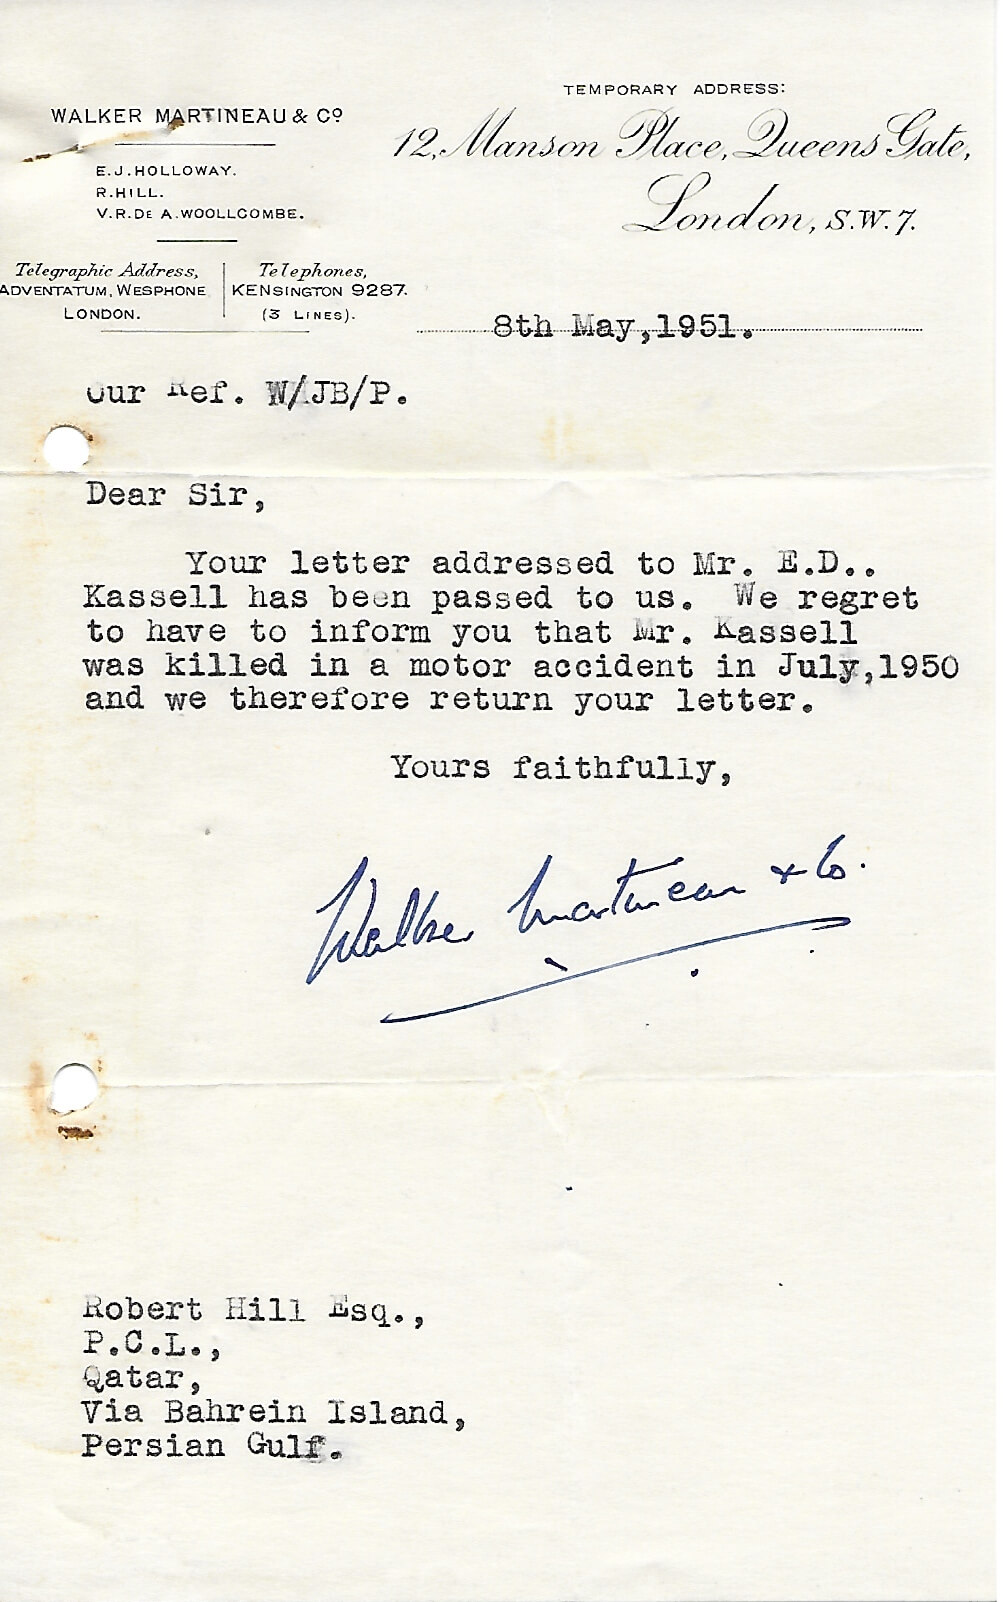 WALKER MARTINEAU & Co
E.J.HOLLOWAY.
R.HILL.
V.R.DE A.WOOLLCOMBE.
Telegraphic Address,
ADVENTATUM, WESPHONE
LONDON.
Telephones,
KENSINGTON 9287.
(3 LINES).
TEMPORARY ADDRESS:
12, Manson Place, Queens Gate,
London, S.W.7.
8th May,1951.
Our Ref. W/JB/P.
Dear Sir,
Your letter addressed to Mr. E.D..
Kassell has been passed to us. We regret
to have to inform you that Mr. Kassell
was killed in a motor accident in July,1950
and we therefore return your letter.
Yours faithfully,
Walker Martineau & Co.
Robert Hill Esq.,
P.C.L.,
Qatar,
Via Bahrein Island,
Persian Gulf.